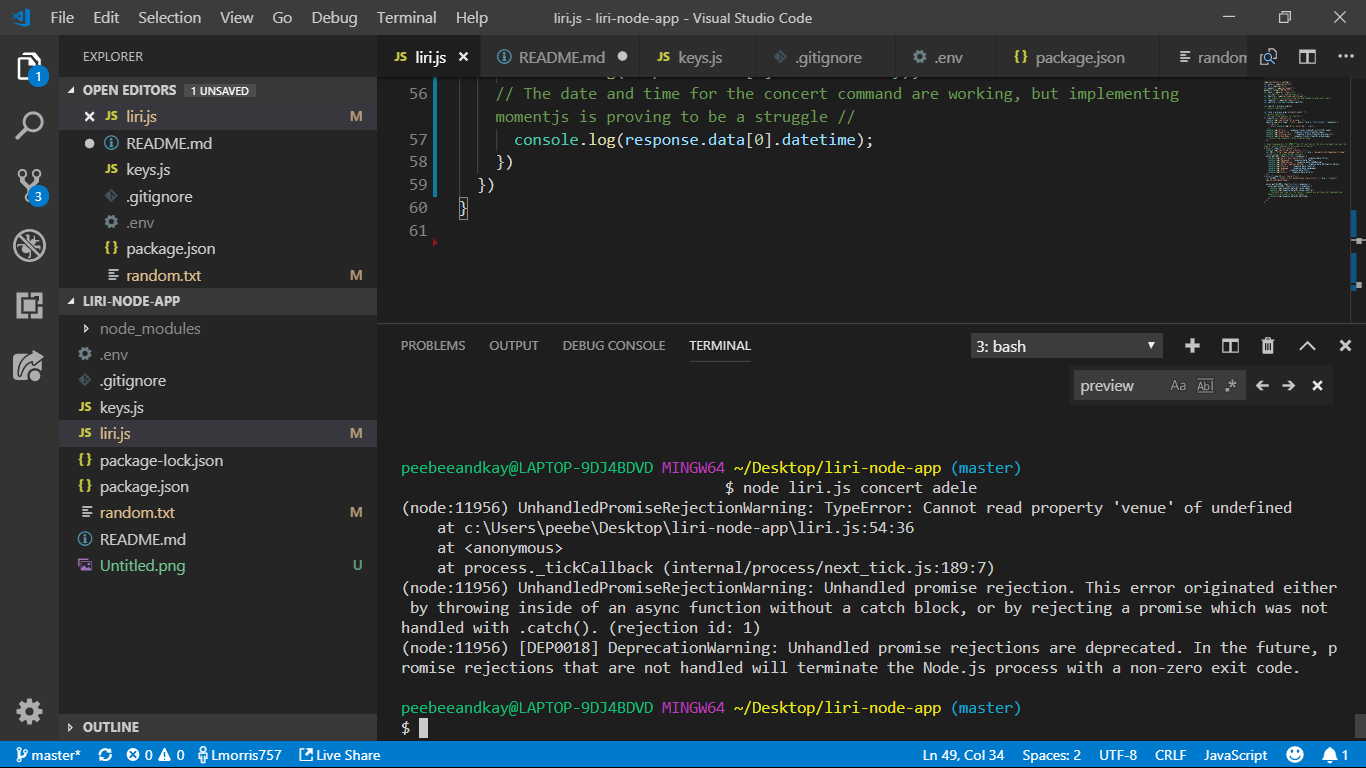 File Edit Selection View Go Debug Terminal Help
liri.js - liri-node-app - Visual Studio Code
EXPLORER
OPEN EDITORS 1 UNSAVED
JS liri.js M
README.md
JS keys.js
.gitignore
.env
{} package.json
random.txt M
LIRI-NODE-APP
node_modules
.env
.gitignore
JS keys.js
JS liri.js M
{} package-lock.json
{} package.json
random.txt M
README.md
Untitled.png U
OUTLINE
1
3
JS liri.js README.md JS keys.js .gitignore .env {} package.json random
56 // The date and time for the concert command are working, but implementing
momentjs is proving to be a struggle //
57 console.log(response.data[0].datetime);
58 })
59 })
60 }
61
PROBLEMS OUTPUT DEBUG CONSOLE TERMINAL
3: bash
preview Aa Abl .*
peebeeandkay@LAPTOP-9DJ4BDVD MINGW64 ~/Desktop/liri-node-app (master)
$ node liri.js concert adele
(node:11956) UnhandledPromiseRejectionWarning: TypeError: Cannot read property 'venue' of undefined
at c:\Users\peebe\Desktop\liri-node-app\liri.js:54:36
at <anonymous>
at process._tickCallback (internal/process/next_tick.js:189:7)
(node:11956) UnhandledPromiseRejectionWarning: Unhandled promise rejection. This error originated either
by throwing inside of an async function without a catch block, or by rejecting a promise which was not
handled with .catch(). (rejection id: 1)
(node:11956) [DEP0018] DeprecationWarning: Unhandled promise rejections are deprecated. In the future, p
romise rejections that are not handled will terminate the Node.js process with a non-zero exit code.
peebeeandkay@LAPTOP-9DJ4BDVD MINGW64 ~/Desktop/liri-node-app (master)
$
master* 0 0 Lmorris757 Live Share Ln 49, Col 34 Spaces: 2 UTF-8 CRLF JavaScript 1